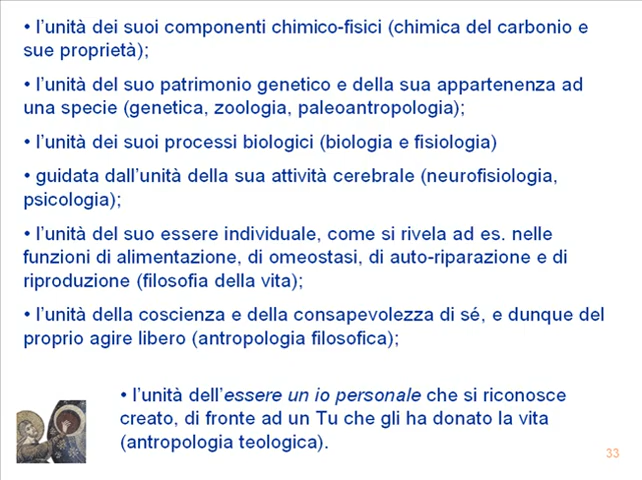 • l'unità dei suoi componenti chimico-fisici (chimica del carbonio e
sue proprietà);
• l'unità del suo patrimonio genetico e della sua appartenenza ad
una specie (genetica, zoologia, paleoantropologia);
• l'unità dei suoi processi biologici (biologia e fisiologia)
• guidata dall'unità della sua attività cerebrale (neurofisiologia,
psicologia);
• l'unità del suo essere individuale, come si rivela ad es. nelle
funzioni di alimentazione, di omeostasi, di auto-riparazione e di
riproduzione (filosofia della vita);
• l'unità della coscienza e della consapevolezza di sé, e dunque del
proprio agire libero (antropologia filosofica);
• l'unità dell'essere un io personale che si riconosce
creato, di fronte ad un Tu che gli ha donato la vita
(antropologia teologica).
33